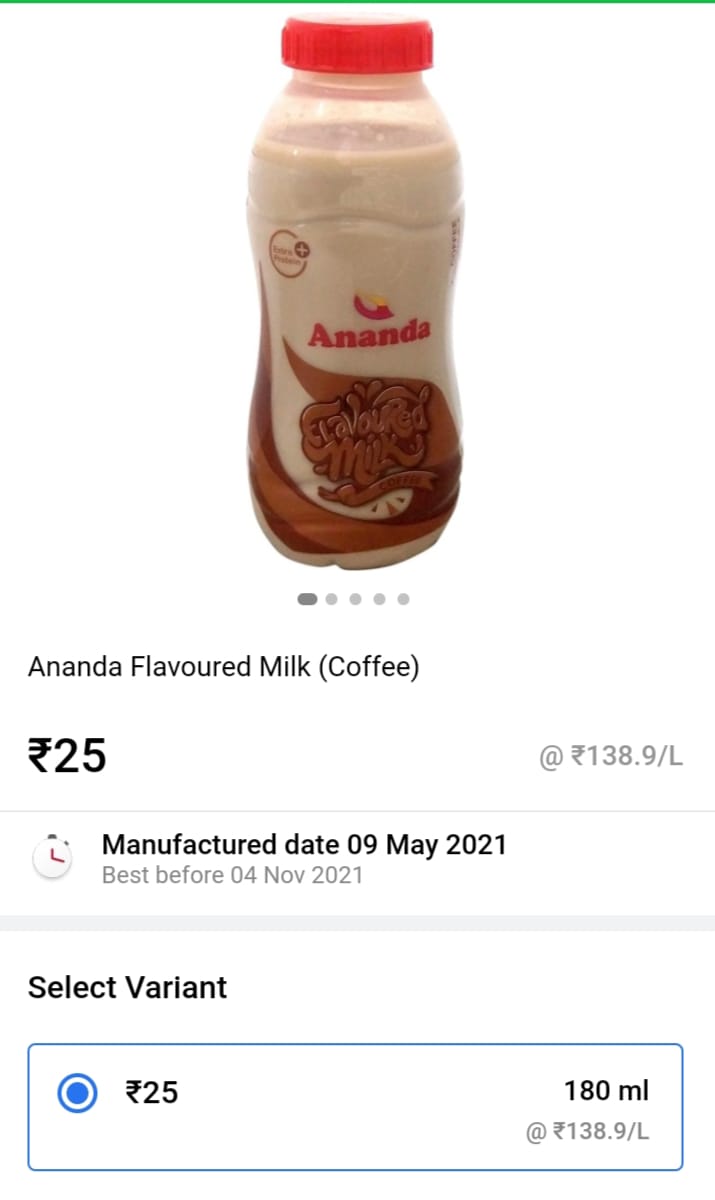 Extra
Protein
COFFEE
Ananda
Flavoured
Milk
COFFEE
Ananda Flavoured Milk (Coffee)
₹25
@ ₹138.9/L
Manufactured date 09 May 2021
Best before 04 Nov 2021
Select Variant
₹25
180 ml
@ ₹138.9/L